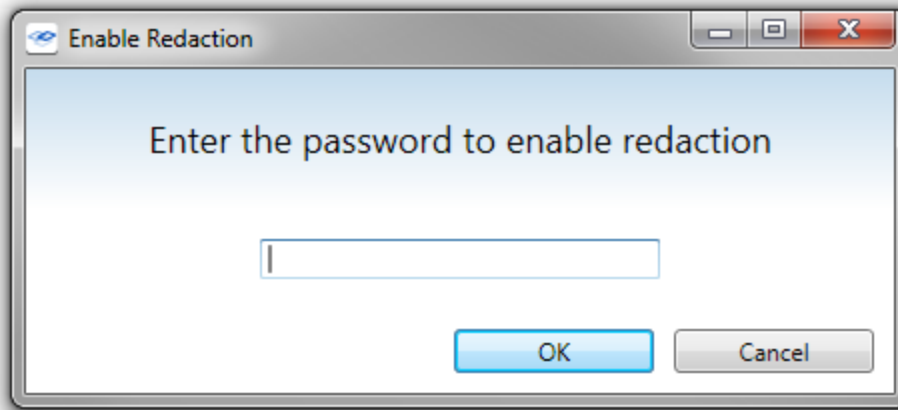 Enable Redaction
Enter the password to enable redaction
OK Cancel